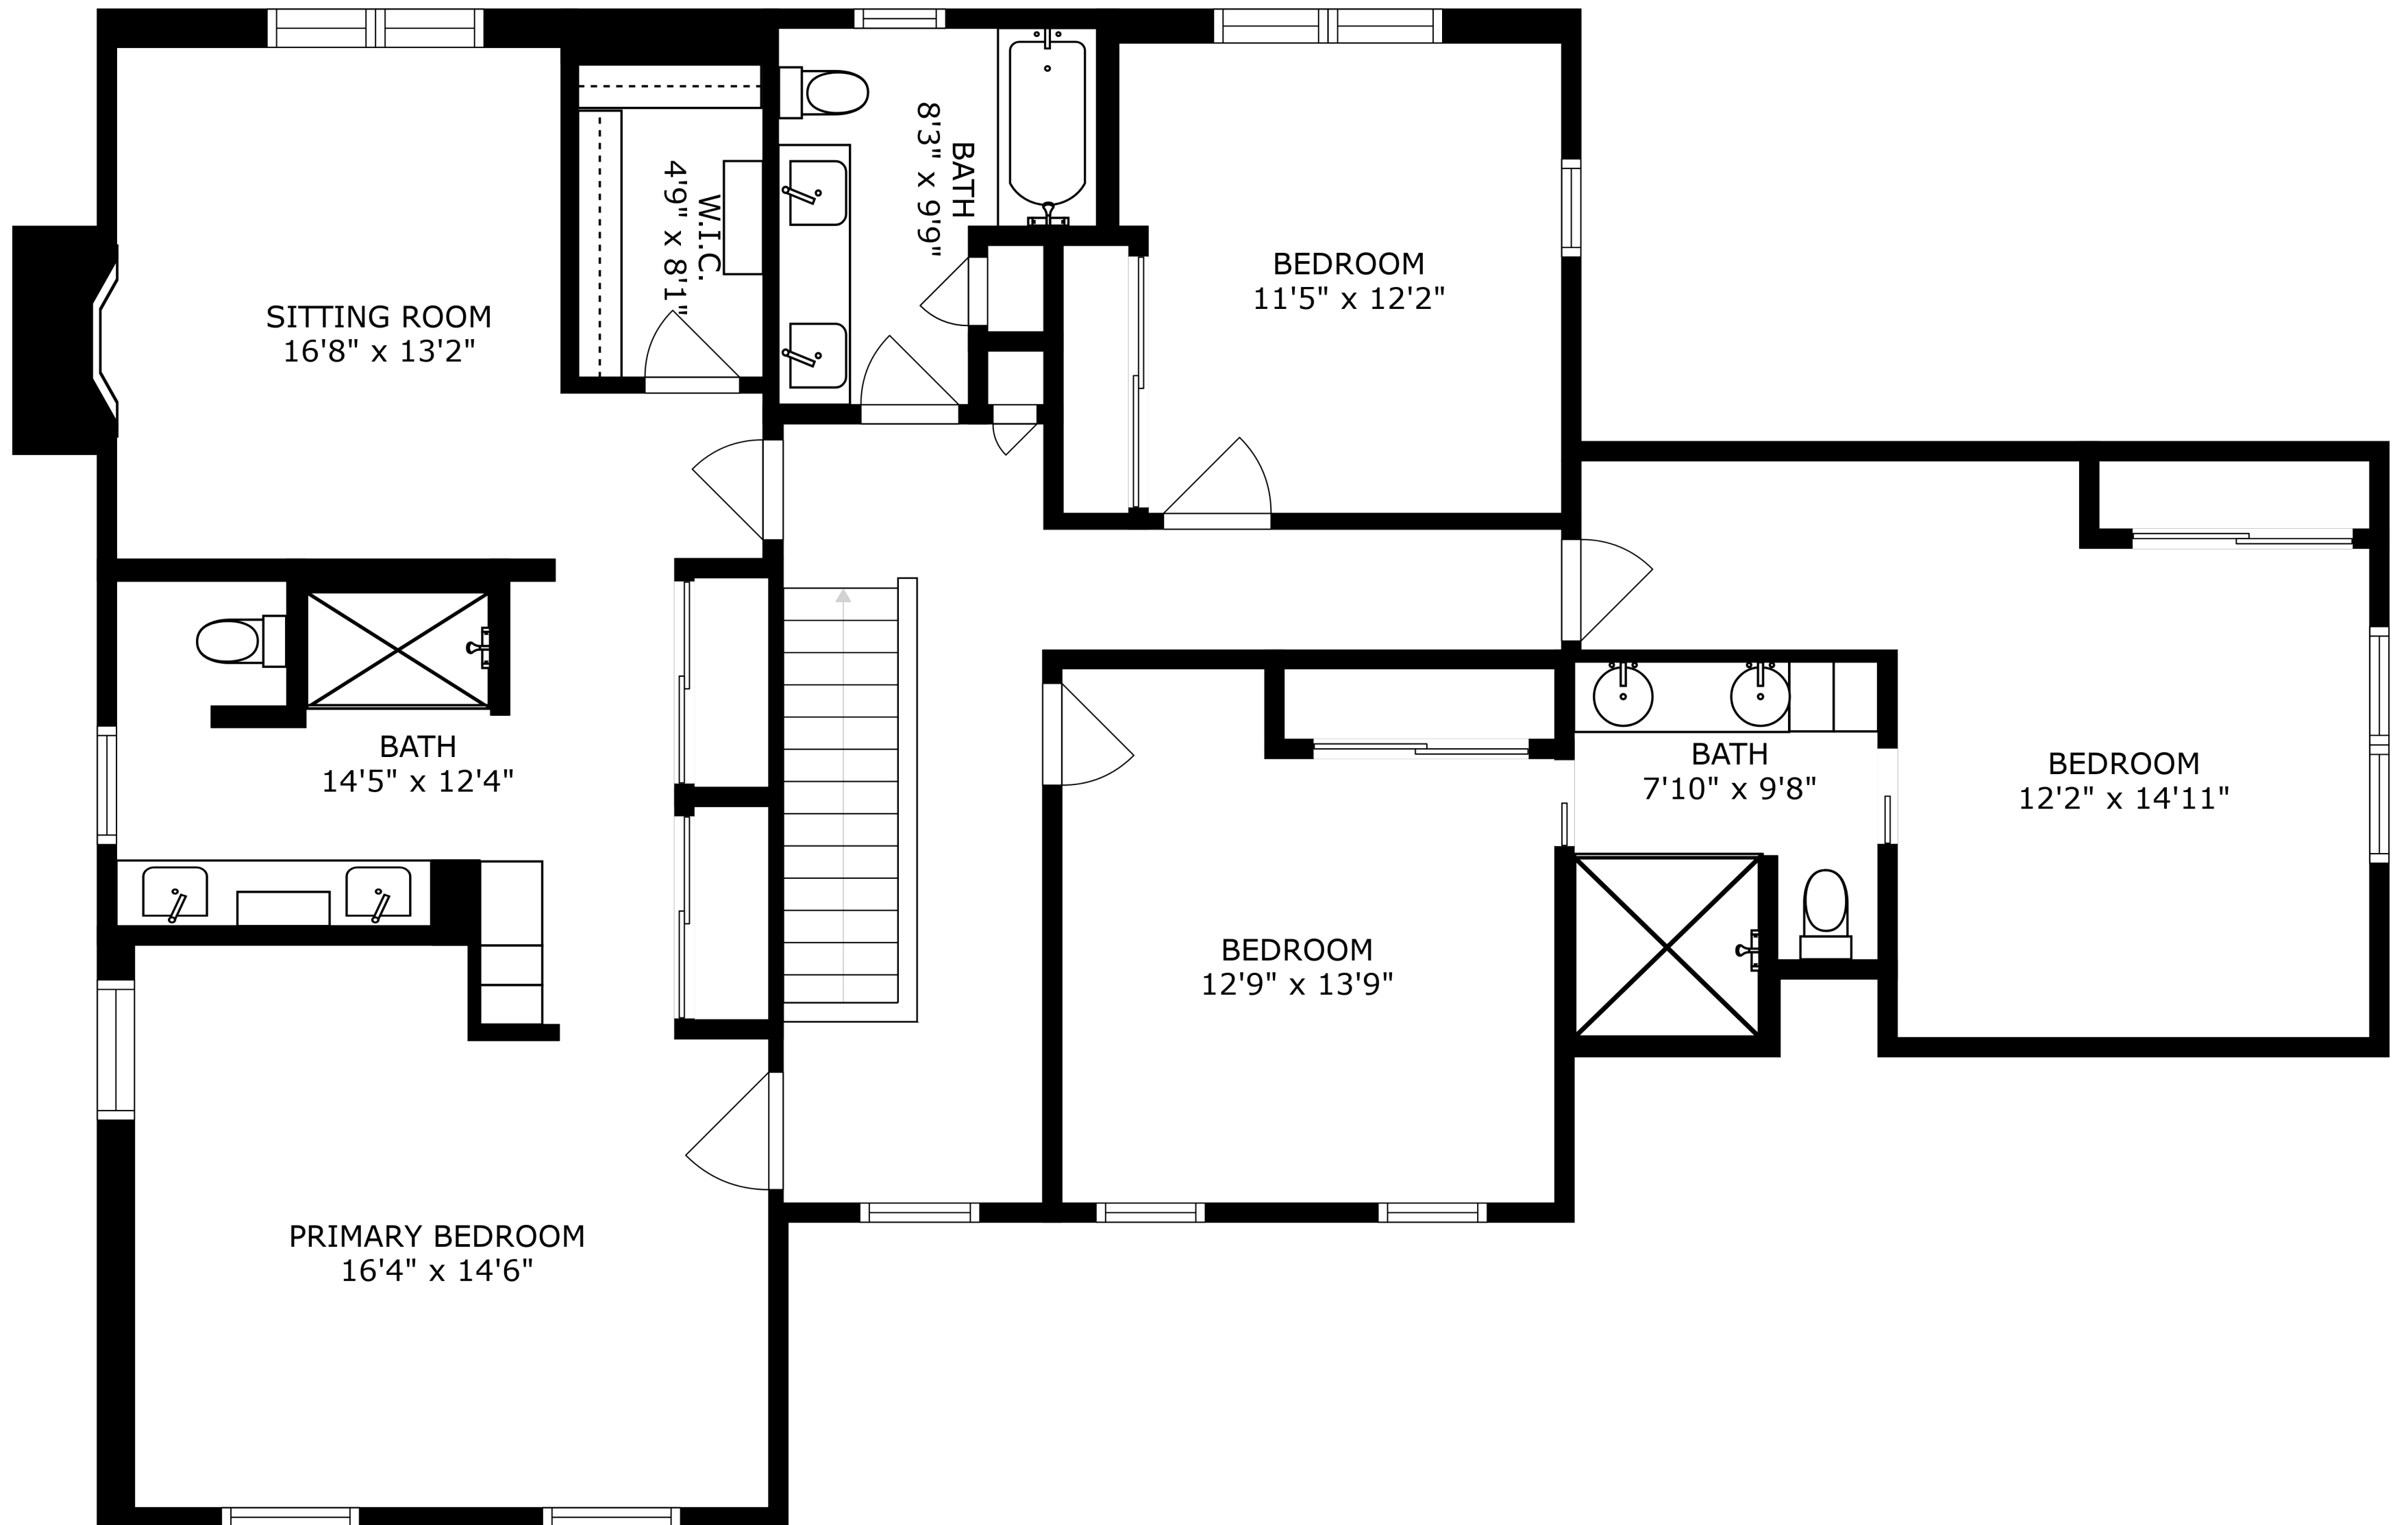 BATH
8'3" x 9'9"
W.I.C.
4'9" x 8'1"
BEDROOM
11'5" x 12'2"
SITTING ROOM
16'8" x 13'2"
BATH
14'5" x 12'4"
BATH
7'10" x 9'8"
BEDROOM
12'2" x 14'11"
BEDROOM
12'9" x 13'9"
PRIMARY BEDROOM
16'4" x 14'6"